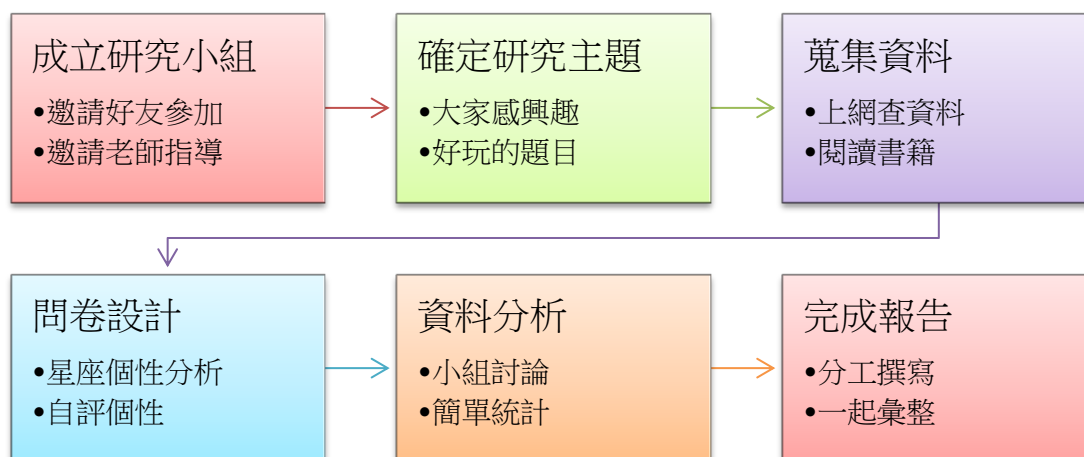 成立研究小組
•邀請好友參加
•邀請老師指導
確定研究主題
•大家感興趣
•好玩的題目
蒐集資料
•上網查資料
•閱讀書籍
問卷設計
•星座個性分析
•自評個性
資料分析
•小組討論
•簡單統計
完成報告
•分工撰寫
•一起彙整